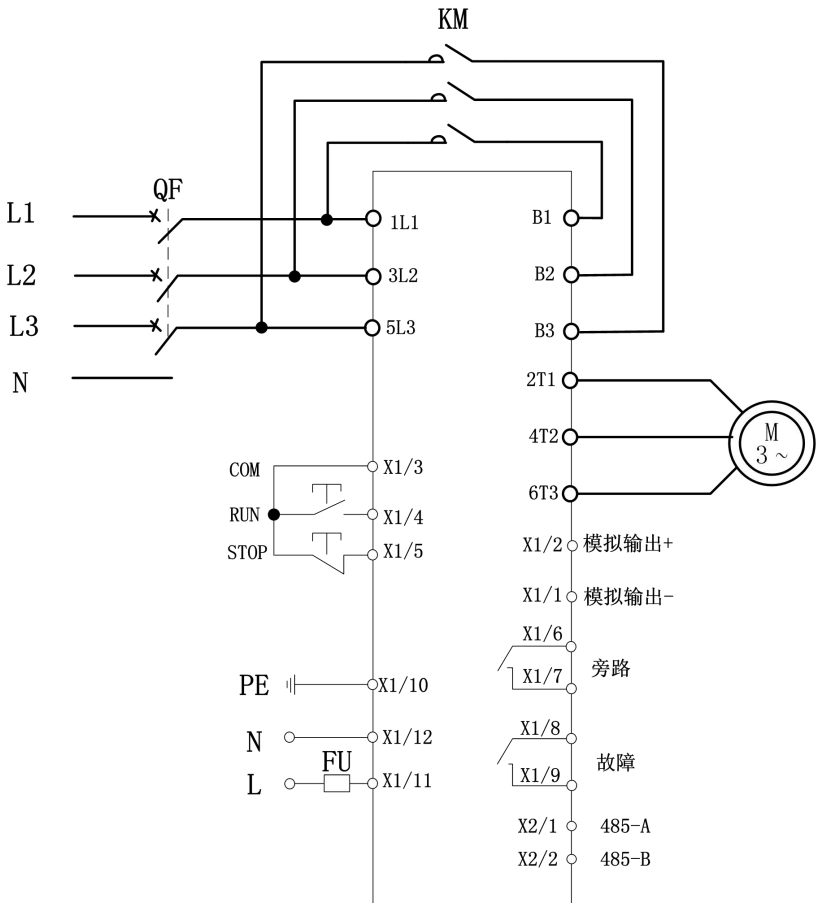 KM
QF
L1
1L1
B1
L2
3L2
B2
L3
5L3
B3
N
2T1
M
3~
4T2
6T3
COM
X1/3
RUN
X1/4
STOP
X1/5
X1/2 模拟输出+
X1/1 模拟输出-
X1/6
X1/7
旁路
PE
X1/10
N
X1/12
FU
L
X1/11
X1/8
X1/9
故障
X2/1 485-A
X2/2 485-B